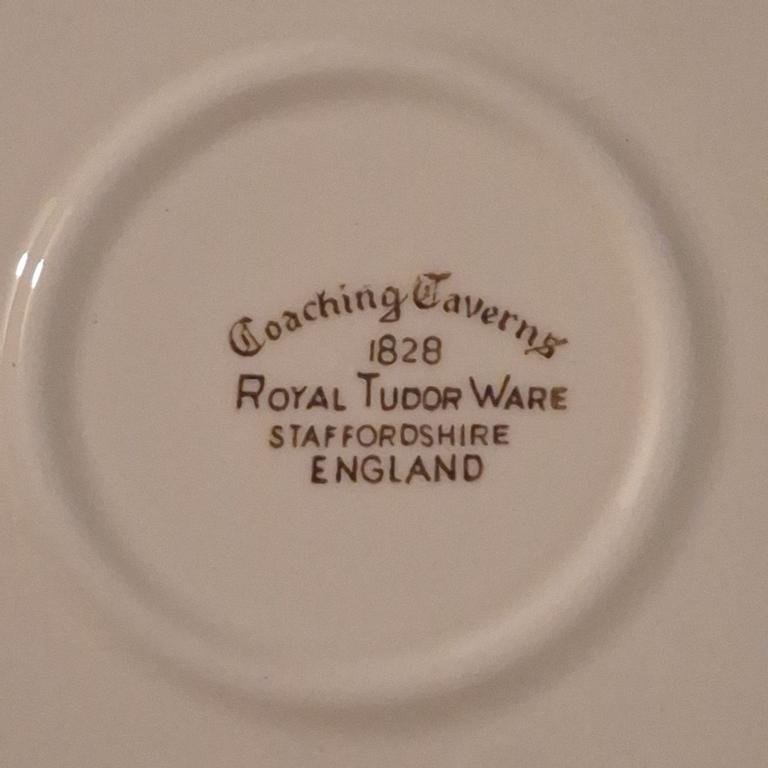 Coaching Taverns
1828
ROYAL TUDOR WARE
STAFFORDSHIRE
ENGLAND